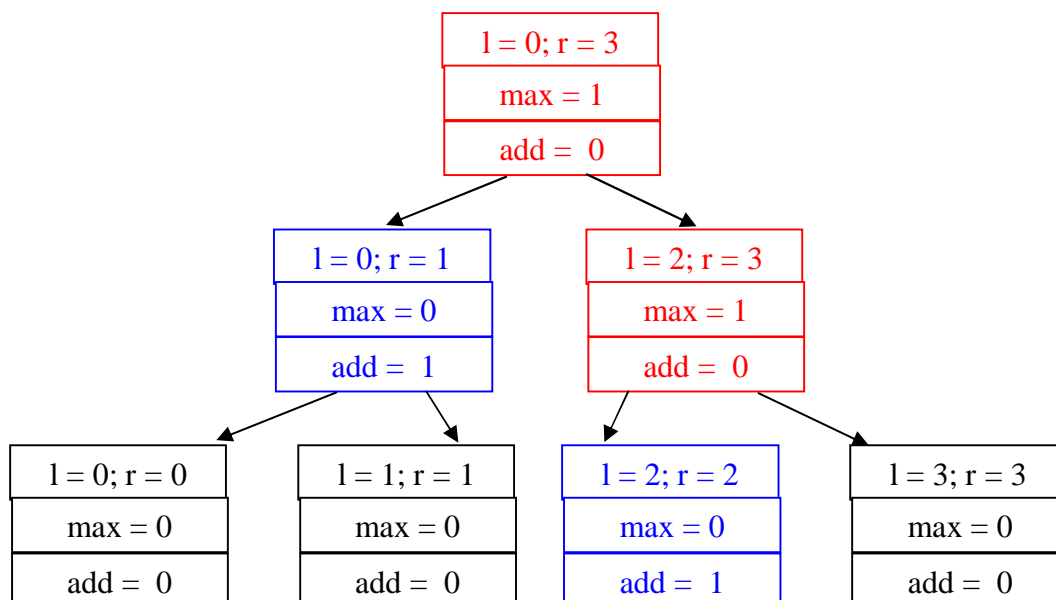 l = 0; r = 3
max = 1
add =  0
l = 0; r = 1
max = 0
add =  1
l = 2; r = 3
max = 1
add =  0
l = 0; r = 0
max = 0
add =  0
l = 1; r = 1
max = 0
add =  0
l = 2; r = 2
max = 0
add =  1
l = 3; r = 3
max = 0
add =  0